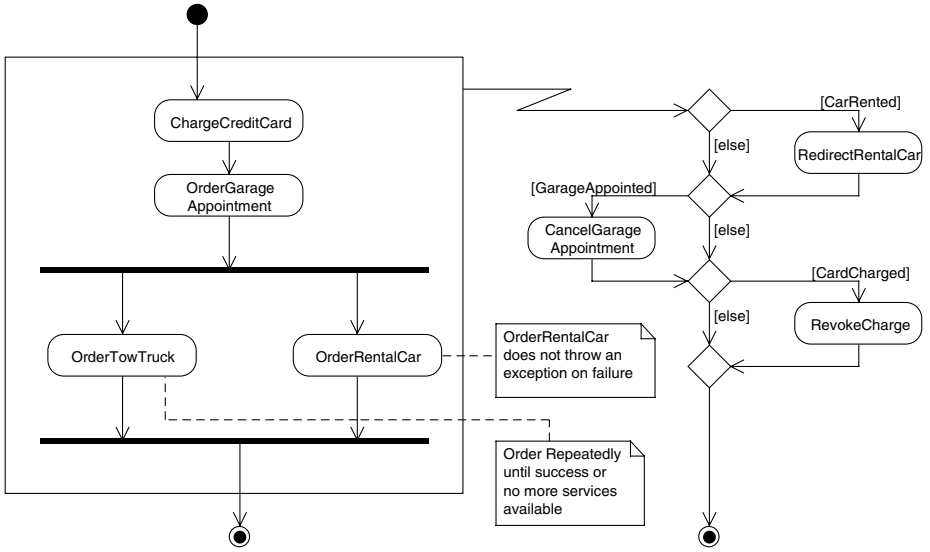 ChargeCreditCard
OrderGarage
Appointment
OrderTowTruck
OrderRentalCar
OrderRentalCar
does not throw an
exception on failure
Order Repeatedly
until success or
no more services
available
[CarRented]
RedirectRentalCar
[else]
[GarageAppointed]
CancelGarage
Appointment
[else]
[CardCharged]
RevokeCharge
[else]